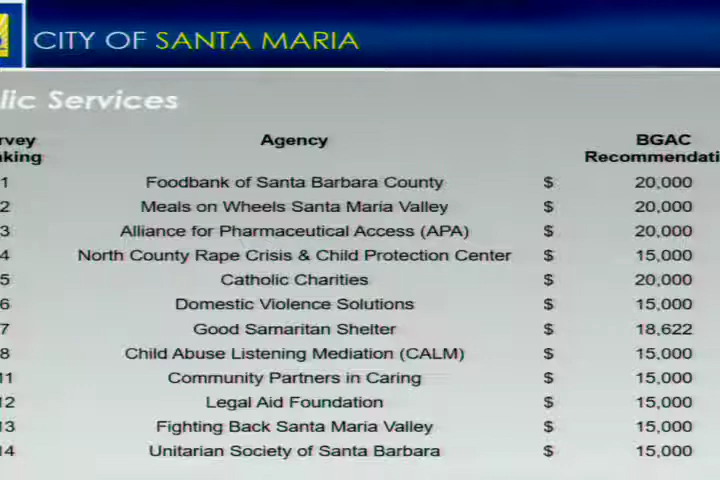 CITY OF SANTA MARIA
lic Services
rvey Agency BGAC
king Recommendati
1 Foodbank of Santa Barbara County $ 20,000
2 Meals on Wheels Santa Maria Valley $ 20,000
3 Alliance for Pharmaceutical Access (APA) $ 20,000
4 North County Rape Crisis & Child Protection Center $ 15,000
5 Catholic Charities $ 20,000
6 Domestic Violence Solutions $ 15,000
7 Good Samaritan Shelter $ 18,622
8 Child Abuse Listening Mediation (CALM) $ 15,000
11 Community Partners in Caring $ 15,000
12 Legal Aid Foundation $ 15,000
13 Fighting Back Santa Maria Valley $ 15,000
14 Unitarian Society of Santa Barbara $ 15,000